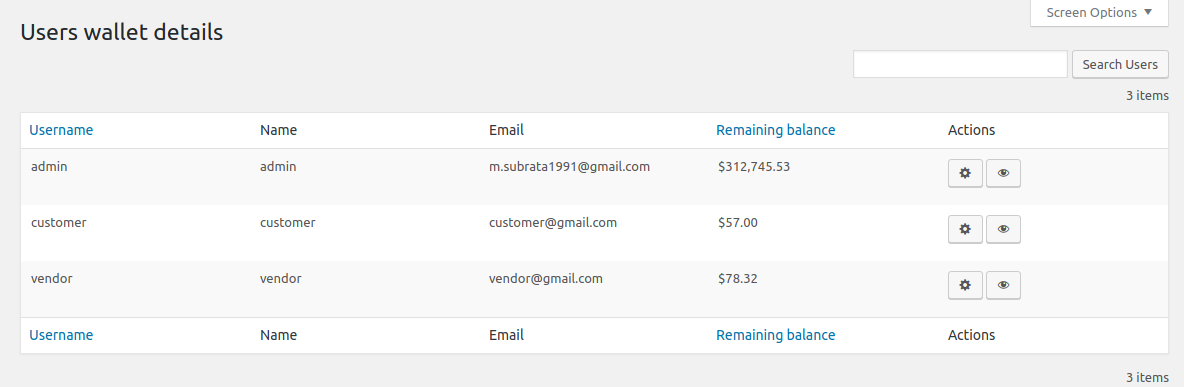 Screen Options
Users wallet details
Search Users
3 items
Username Name Email Remaining balance Actions
admin admin m.subrata1991@gmail.com $312,745.53
customer customer customer@gmail.com $57.00
vendor vendor vendor@gmail.com $78.32
Username Name Email Remaining balance Actions
3 items